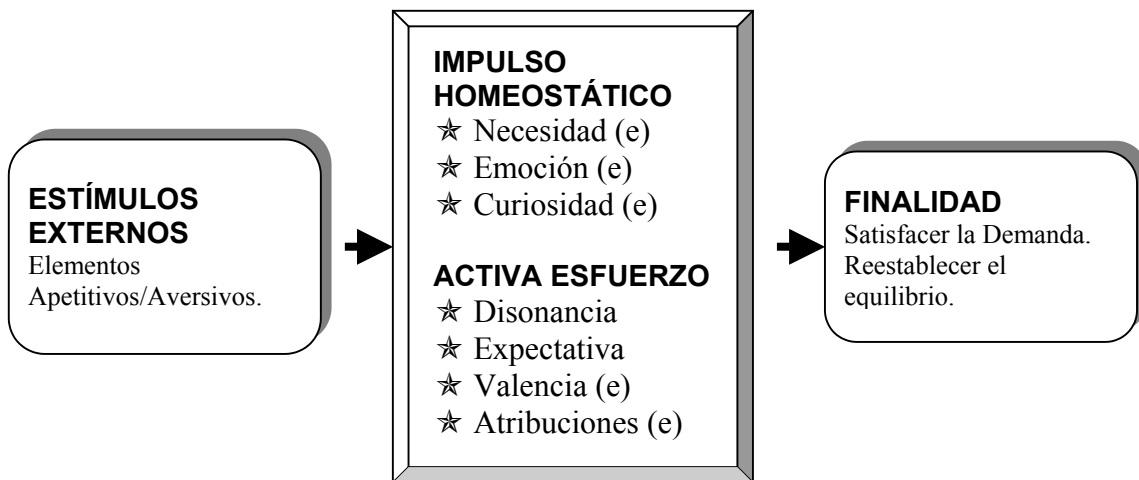 ESTÍMULOS
EXTERNOS
Elementos
Apetitivos/Aversivos.
IMPULSO
HOMEOSTÁTICO
✯ Necesidad (e)
✯ Emoción (e)
✯ Curiosidad (e)
ACTIVA ESFUERZO
✯ Disonancia
✯ Expectativa
✯ Valencia (e)
✯ Atribuciones (e)
FINALIDAD
Satisfacer la Demanda.
Reestablecer el
equilibrio.